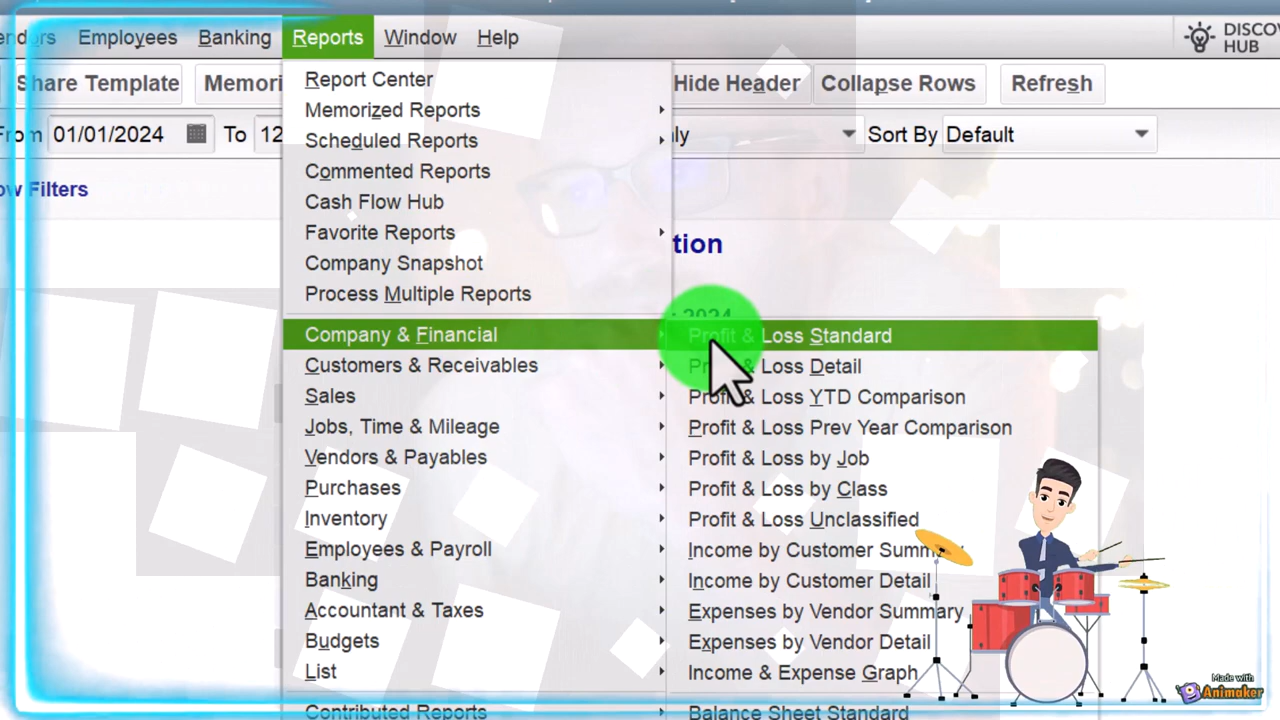 Employees Banking Reports Window Help
DISCO
HUB
Share Template Memori Hide Header Collapse Rows Refresh
From 01/01/2024 To 12 ly Sort By Default
ow Filters
tion
2024
Report Center
Memorized Reports
Scheduled Reports
Commented Reports
Cash Flow Hub
Favorite Reports
Company Snapshot
Process Multiple Reports
Company & Financial
Customers & Receivables
Sales
Jobs, Time & Mileage
Vendors & Payables
Purchases
Inventory
Employees & Payroll
Banking
Accountant & Taxes
Budgets
List
Contributed Reports
Profit & Loss Standard
Profit & Loss Detail
Profit & Loss YTD Comparison
Profit & Loss Prev Year Comparison
Profit & Loss by Job
Profit & Loss by Class
Profit & Loss Unclassified
Income by Customer Summ
Income by Customer Detail
Expenses by Vendor Summary
Expenses by Vendor Detail
Income & Expense Graph
Balance Sheet Standard
Made with
Animaker